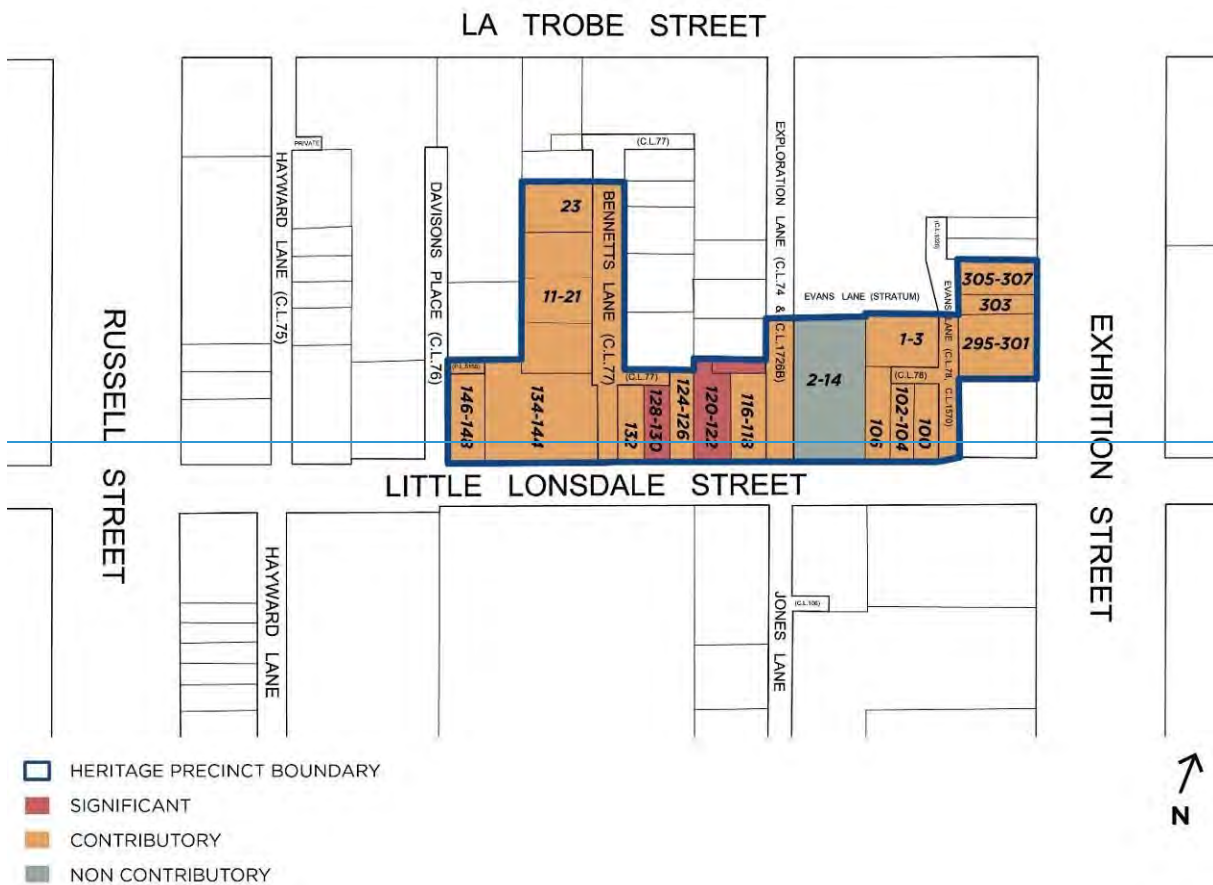 LA TROBE STREET
PRIVATE
HAYWARD LANE (C.L.75)
DAVISONS PLACE (C.L.76)
BENNETTS LANE (C.L.77)
(C.L.77)
EXPLORATION LANE (C.L.74 & C.L.1726B)
EVANS LANE (STRATUM)
EVANS LANE (C.L.78, C.L.1570)
23
11-21
305-307
303
295-301
1-3
2-14
(C.L.78)
(C.L.77)
146-148
134-144
132
128-130
124-126
120-122
116-118
106
102-104
100
RUSSELL STREET
EXHIBITION STREET
LITTLE LONSDALE STREET
HAYWARD LANE
JONES LANE
(C.L.106)
HERITAGE PRECINCT BOUNDARY
SIGNIFICANT
CONTRIBUTORY
NON CONTRIBUTORY
N